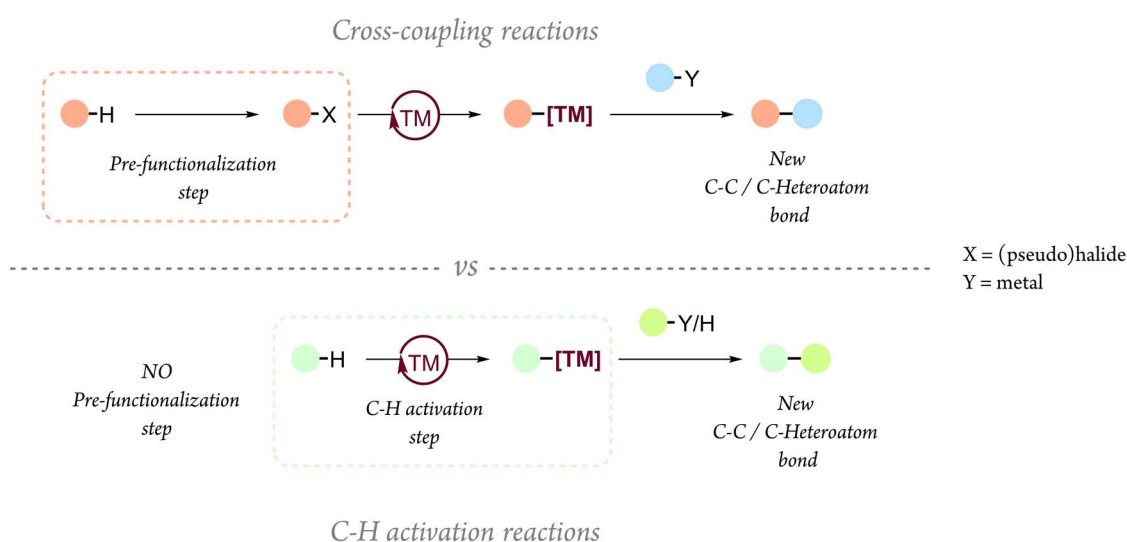 Cross-coupling reactions
H
X
TM
[TM]
Y
Pre-functionalization
step
New
C-C / C-Heteroatom
bond
vs
X = (pseudo)halide
Y = metal
NO
Pre-functionalization
step
H
TM
[TM]
Y/H
C-H activation
step
New
C-C / C-Heteroatom
bond
C-H activation reactions